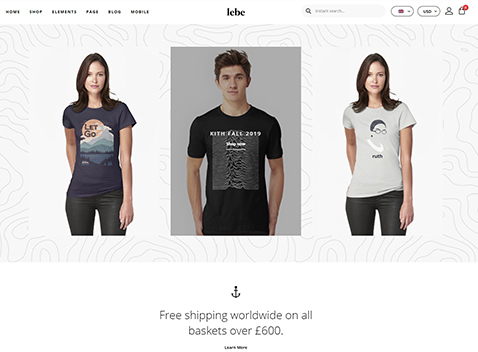 HOME SHOP ELEMENTS PAGE BLOG MOBILE
lebe
Instant search...
USD
0
LET
GO
KITH FALL 2019
Shop now
ruth
Free shipping worldwide on all
baskets over £600.
Learn More